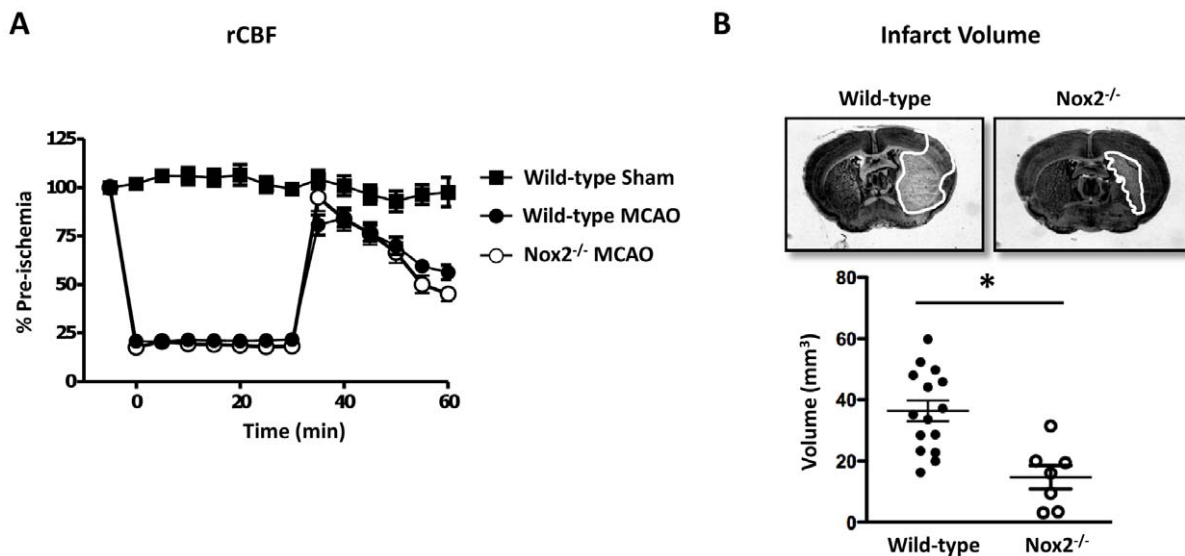 A
rCBF
125
100
75
50
25
0
% Pre-ischemia
0 20 40 60
Time (min)
Wild-type Sham
Wild-type MCAO
Nox2-/- MCAO
B
Infarct Volume
Wild-type Nox2-/-
*
80
60
40
20
0
Volume (mm³)
Wild-type Nox2-/-